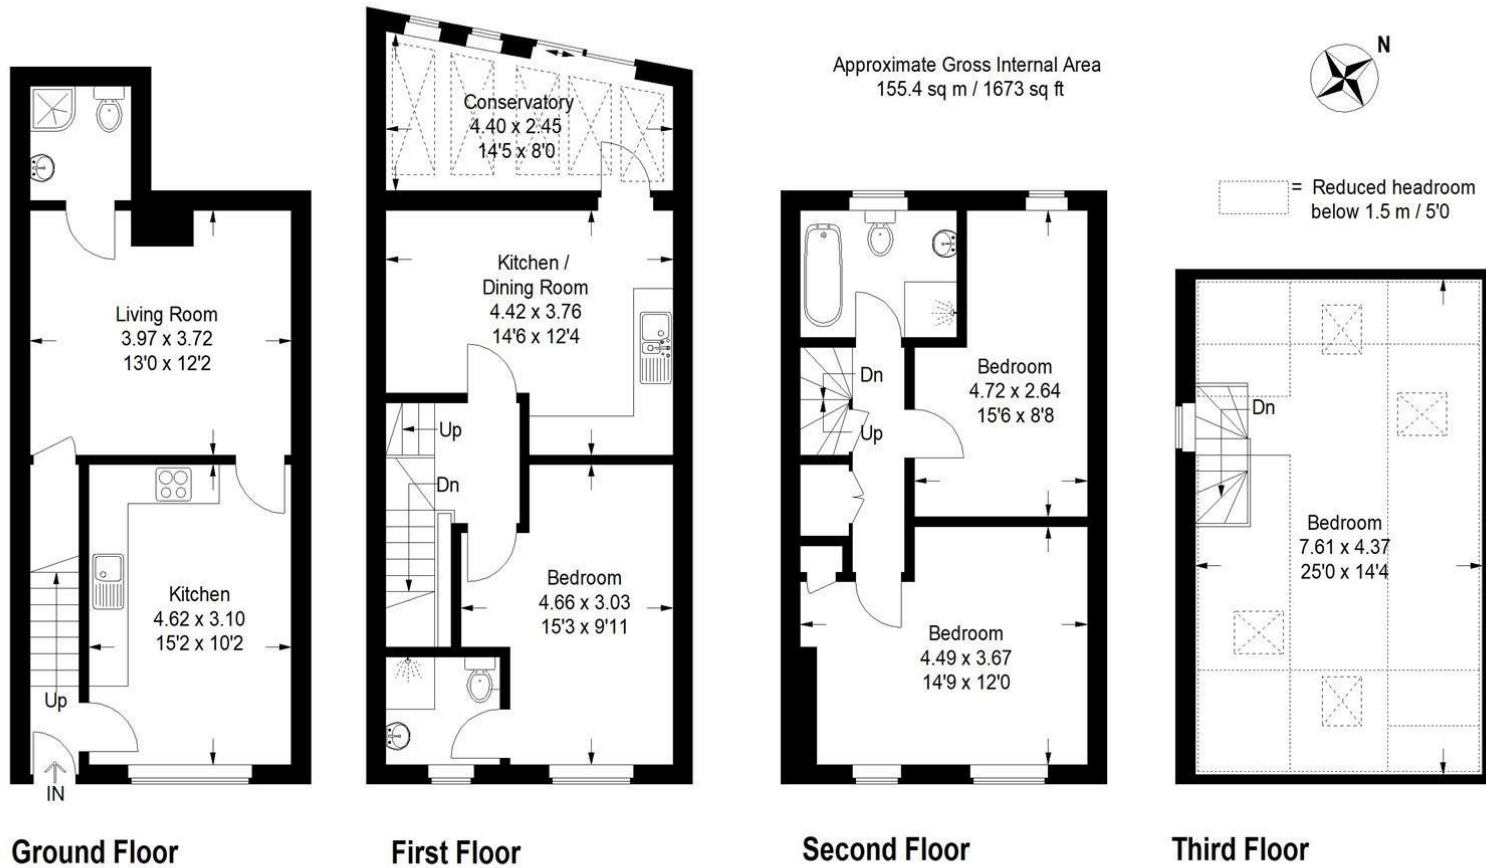 Approximate Gross Internal Area
155.4 sq m / 1673 sq ft
N
= Reduced headroom
below 1.5 m / 5'0
Living Room
3.97 x 3.72
13'0 x 12'2
Kitchen
4.62 x 3.10
15'2 x 10'2
Up
IN
Ground Floor
Conservatory
4.40 x 2.45
14'5 x 8'0
Kitchen /
Dining Room
4.42 x 3.76
14'6 x 12'4
Up
Dn
Bedroom
4.66 x 3.03
15'3 x 9'11
First Floor
Dn
Up
Bedroom
4.72 x 2.64
15'6 x 8'8
Bedroom
4.49 x 3.67
14'9 x 12'0
Second Floor
Dn
Bedroom
7.61 x 4.37
25'0 x 14'4
Third Floor